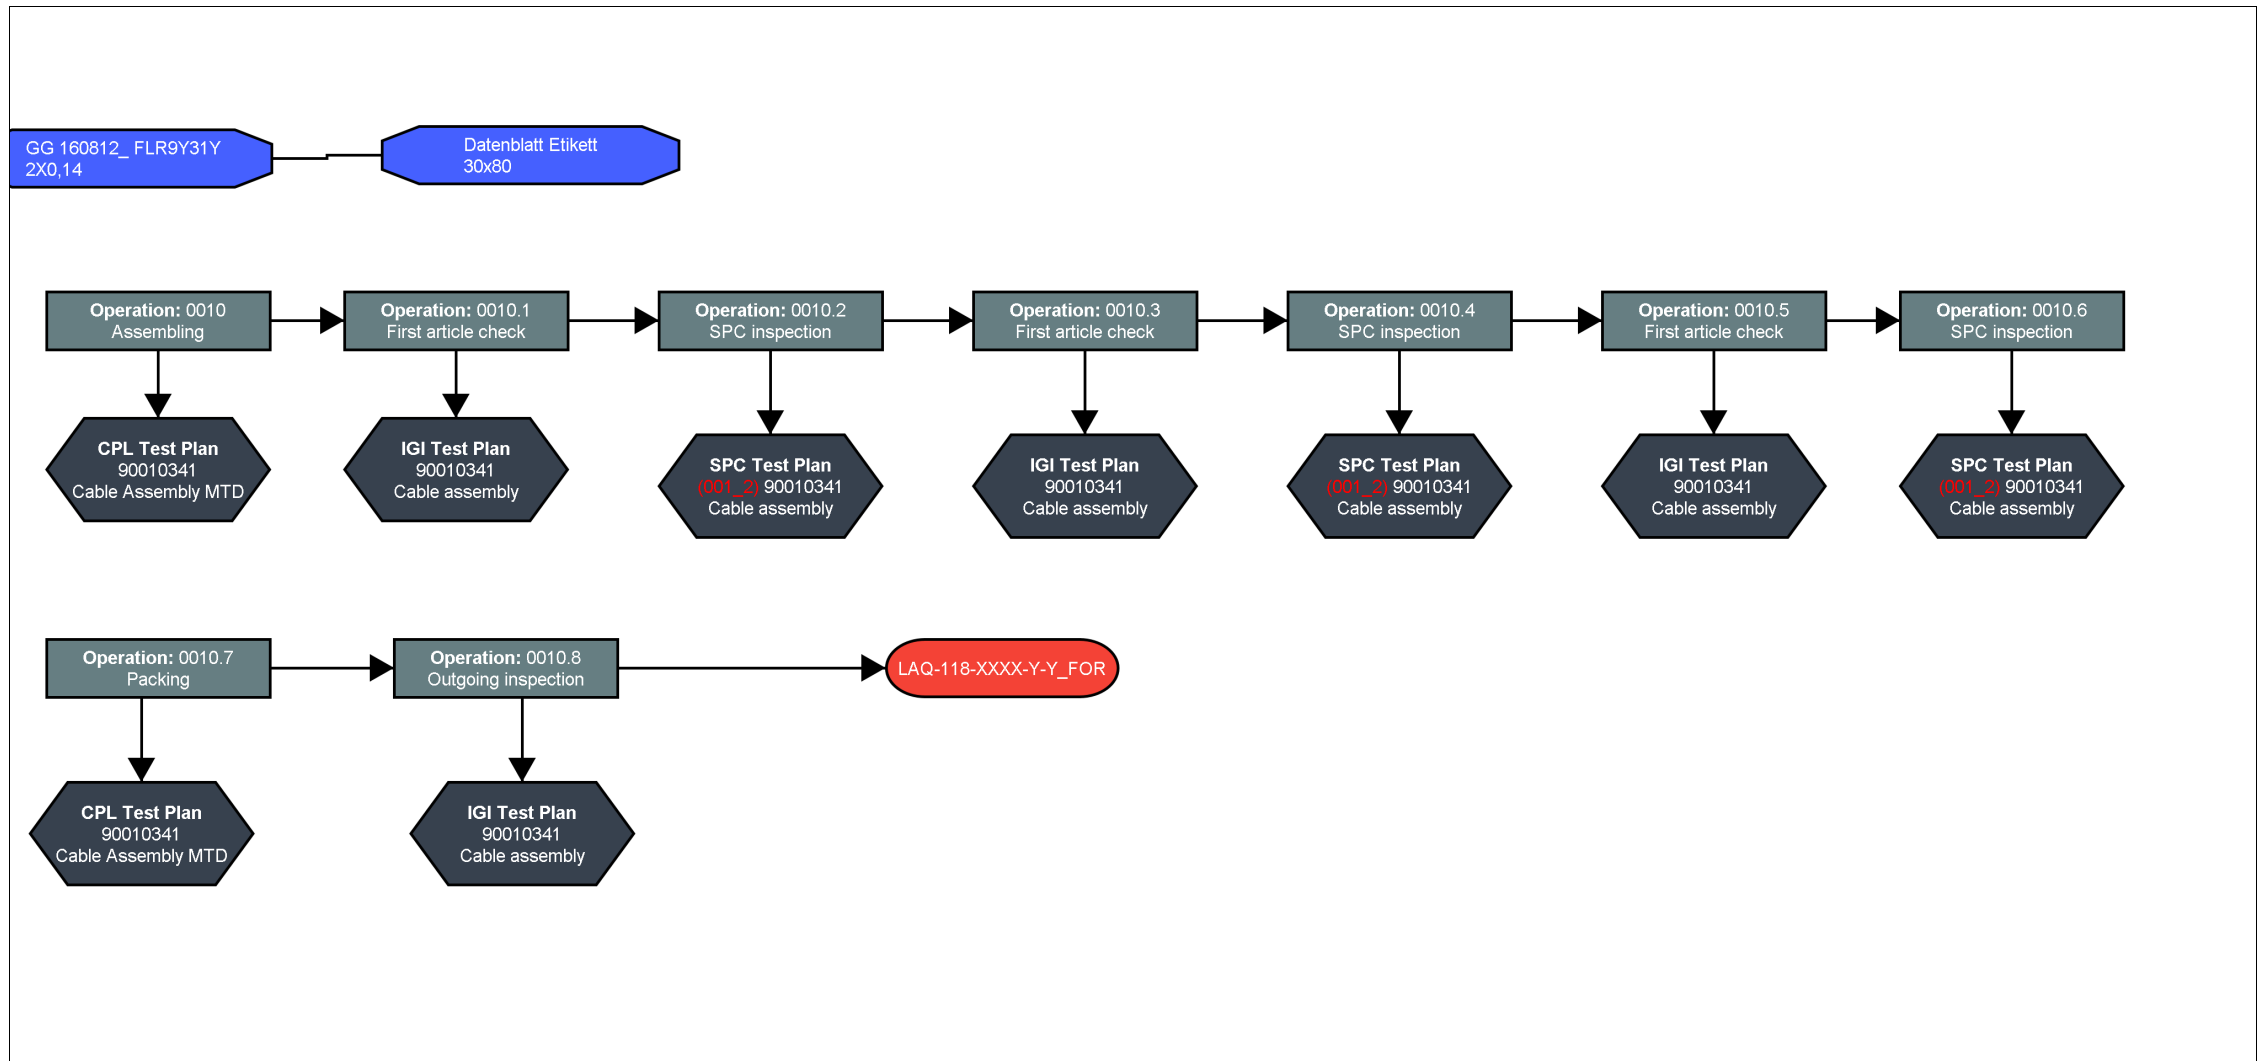 GG 160812_ FLR9Y31Y
2X0,14
Datenblatt Etikett
30x80
Operation: 0010
Assembling
Operation: 0010.1
First article check
Operation: 0010.2
SPC inspection
Operation: 0010.3
First article check
Operation: 0010.4
SPC inspection
Operation: 0010.5
First article check
Operation: 0010.6
SPC inspection
CPL Test Plan
90010341
Cable Assembly MTD
IGI Test Plan
90010341
Cable assembly
SPC Test Plan
(001_2) 90010341
Cable assembly
IGI Test Plan
90010341
Cable assembly
SPC Test Plan
(001_2) 90010341
Cable assembly
IGI Test Plan
90010341
Cable assembly
SPC Test Plan
(001_2) 90010341
Cable assembly
Operation: 0010.7
Packing
Operation: 0010.8
Outgoing inspection
LAQ-118-XXXX-Y-Y_FOR
CPL Test Plan
90010341
Cable Assembly MTD
IGI Test Plan
90010341
Cable assembly